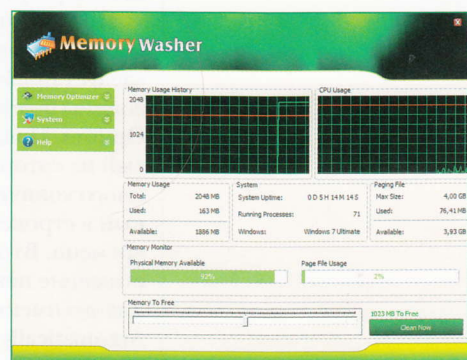 Memory Washer
Memory Optimizer
System
Help
Memory Usage History
2048
1024
0
CPU Usage
Memory Usage
Total: 2048 MB
Used: 163 MB
Available: 1886 MB
System
System Uptime: 0 D 5 H 14 M 14 S
Running Processes: 71
Windows: Windows 7 Ultimate
Paging File
Max Size: 4,00 GB
Used: 76,41 MB
Available: 3,93 GB
Memory Monitor
Physical Memory Available
92%
Page File Usage
2%
Memory To Free
1023 MB To Free
Clean Now